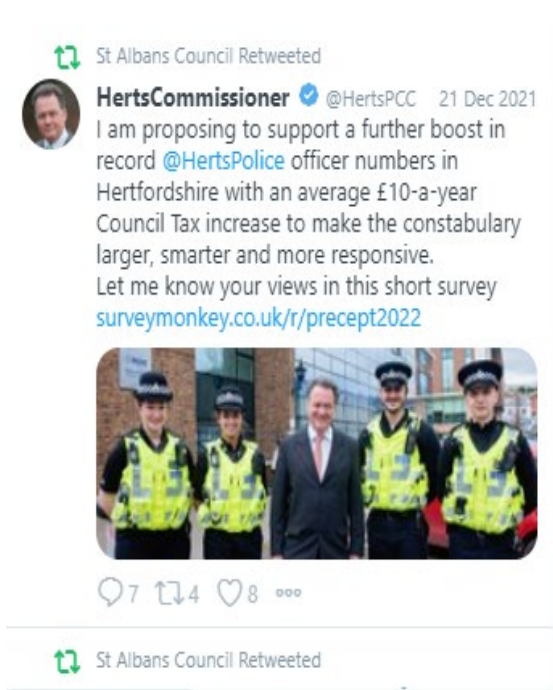 St Albans Council Retweeted
HertsCommissioner @HertsPCC 21 Dec 2021
I am proposing to support a further boost in
record @HertsPolice officer numbers in
Hertfordshire with an average £10-a-year
Council Tax increase to make the constabulary
larger, smarter and more responsive.
Let me know your views in this short survey
surveymonkey.co.uk/r/precept2022
7 4 8
St Albans Council Retweeted